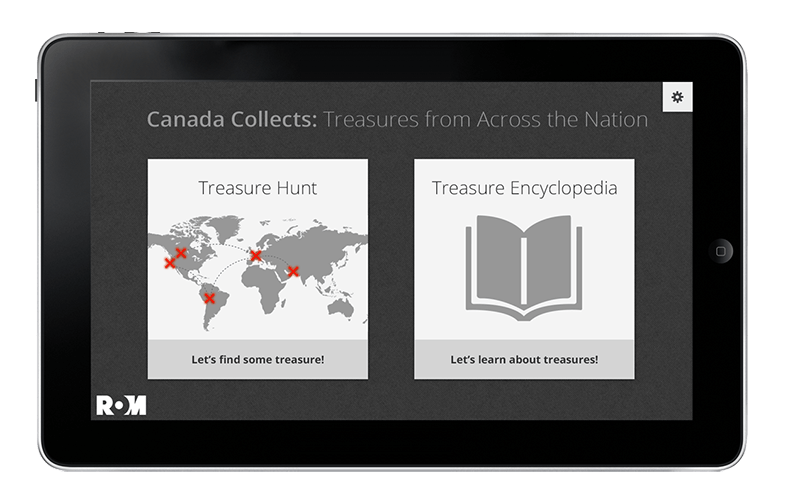 Canada Collects: Treasures from Across the Nation
Treasure Hunt
Treasure Encyclopedia
Let's find some treasure!
Let's learn about treasures!
ROM